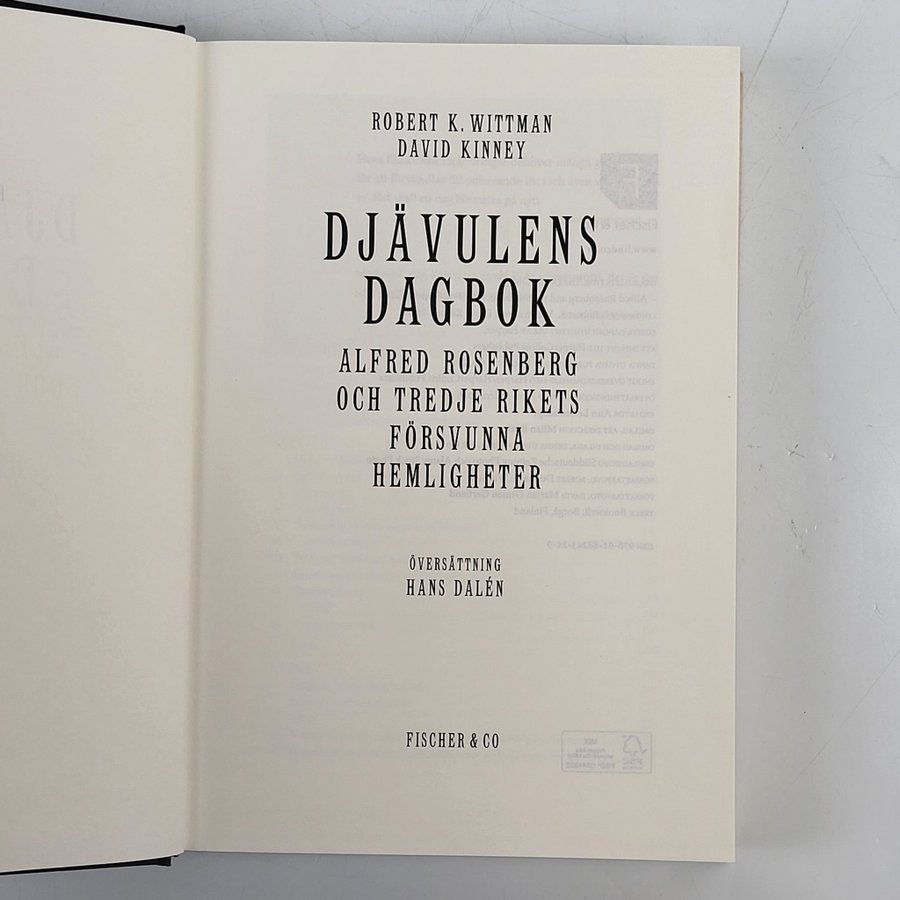 ROBERT K. WITTMAN
DAVID KINNEY
DJÄVULENS
DAGBOK
ALFRED ROSENBERG
OCH TREDJE RIKETS
FÖRSVUNNA
HEMLIGHETER
ÖVERSÄTTNING
HANS DALÉN
FISCHER & CO